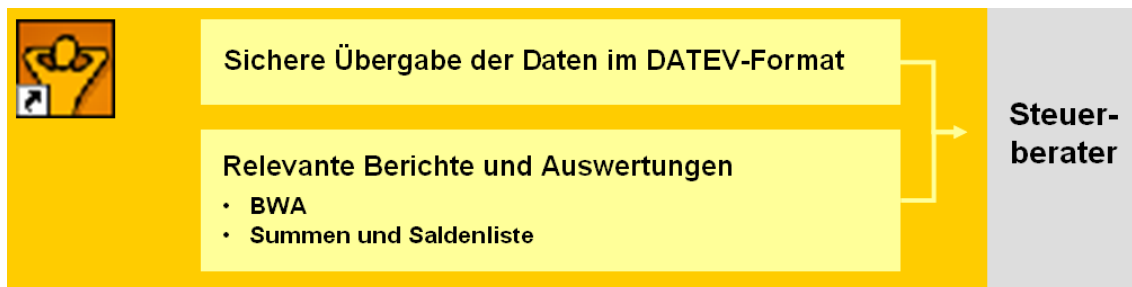 Sichere Übergabe der Daten im DATEV-Format
Relevante Berichte und Auswertungen
• BWA
• Summen und Saldenliste
Steuer-
berater